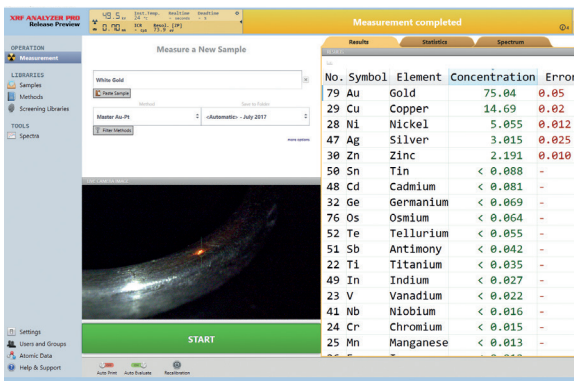 XRF ANALYZER PRO
Release Preview
Inst.Temp. Realtime Deadtime
24 °C
Measurement completed
OPERATION
Measurement
LIBRARIES
Samples
Methods
Screening Libraries
TOOLS
Spectra
Settings
Users and Groups
Atomic Data
Help & Support
Measure a New Sample
White Gold
Paste Sample
Method
Save to Folder
Master Au-Pt
<Automatic> - July 2017
Filter Methods
more options
START
Auto Print Auto Evaluate Recalibration
Results Statistics Spectrum
No. Symbol Element Concentration Error
79 Au Gold 75.04 0.05
29 Cu Copper 14.69 0.02
28 Ni Nickel 5.055 0.012
47 Ag Silver 3.015 0.025
30 Zn Zinc 2.191 0.010
50 Sn Tin < 0.088 -
48 Cd Cadmium < 0.081 -
32 Ge Germanium < 0.069 -
76 Os Osmium < 0.064 -
52 Te Tellurium < 0.055 -
51 Sb Antimony < 0.042 -
22 Ti Titanium < 0.035 -
49 In Indium < 0.027 -
23 V Vanadium < 0.022 -
41 Nb Niobium < 0.016 -
24 Cr Chromium < 0.015 -
25 Mn Manganese < 0.013 -